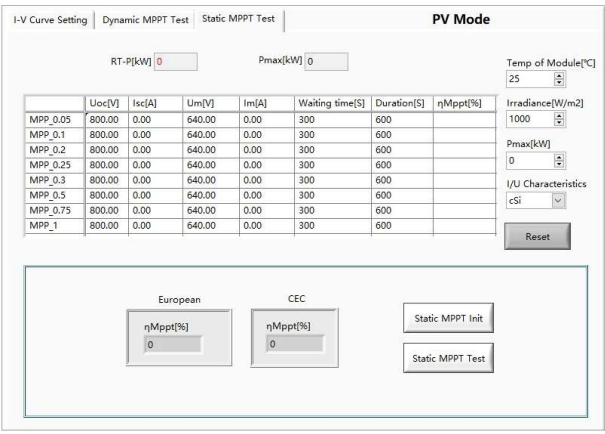 I-V Curve Setting Dynamic MPPT Test Static MPPT Test PV Mode
RT-P[kW] 0 Pmax[kW] 0
Temp of Module[℃]
25
Uoc[V] Isc[A] Um[V] Im[A] Waiting time[S] Duration[S] ηMppt[%]
MPP_0.05 800.00 0.00 640.00 0.00 300 600
MPP_0.1 800.00 0.00 640.00 0.00 300 600
MPP_0.2 800.00 0.00 640.00 0.00 300 600
MPP_0.25 800.00 0.00 640.00 0.00 300 600
MPP_0.3 800.00 0.00 640.00 0.00 300 600
MPP_0.5 800.00 0.00 640.00 0.00 300 600
MPP_0.75 800.00 0.00 640.00 0.00 300 600
MPP_1 800.00 0.00 640.00 0.00 300 600
Irradiance[W/m2]
1000
Pmax[kW]
0
I/U Characteristics
cSi
Reset
European CEC
ηMppt[%] ηMppt[%]
0 0
Static MPPT Init
Static MPPT Test